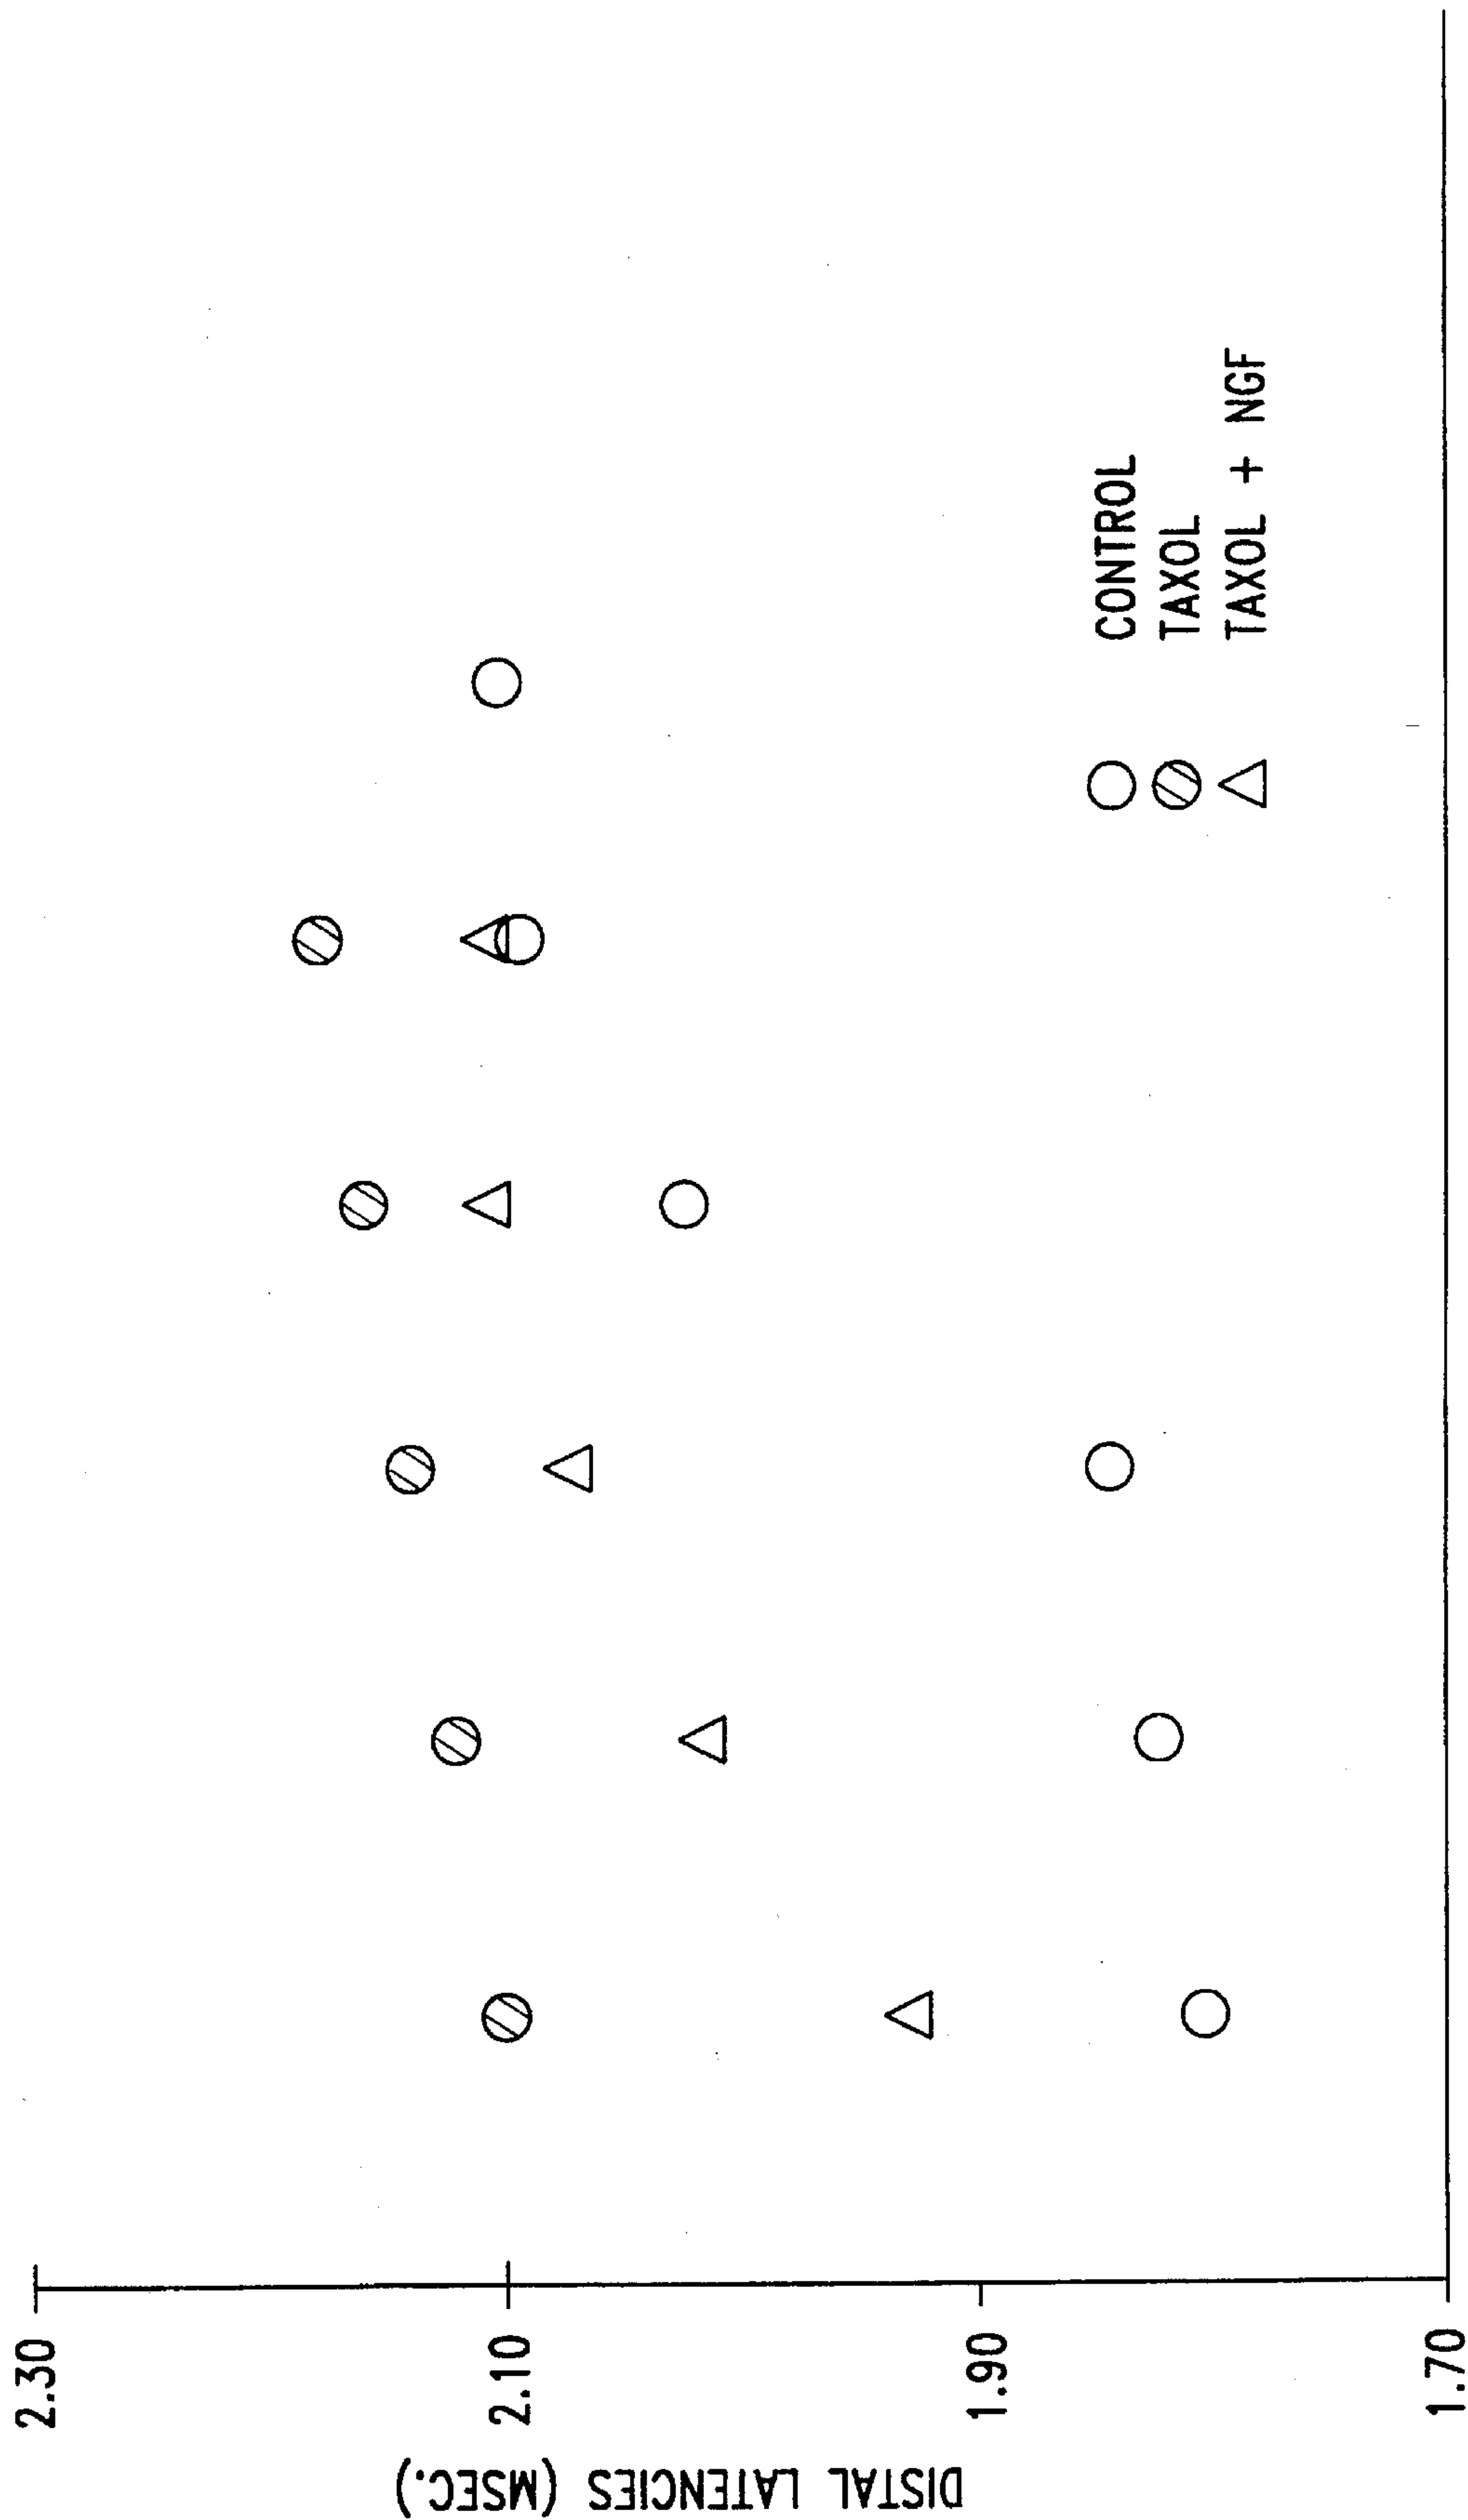 DISTAL LATENCIES (MSEC.)
2.30
2.10
1.90
1.70
CONTROL
TAXOL
TAXOL + NGF